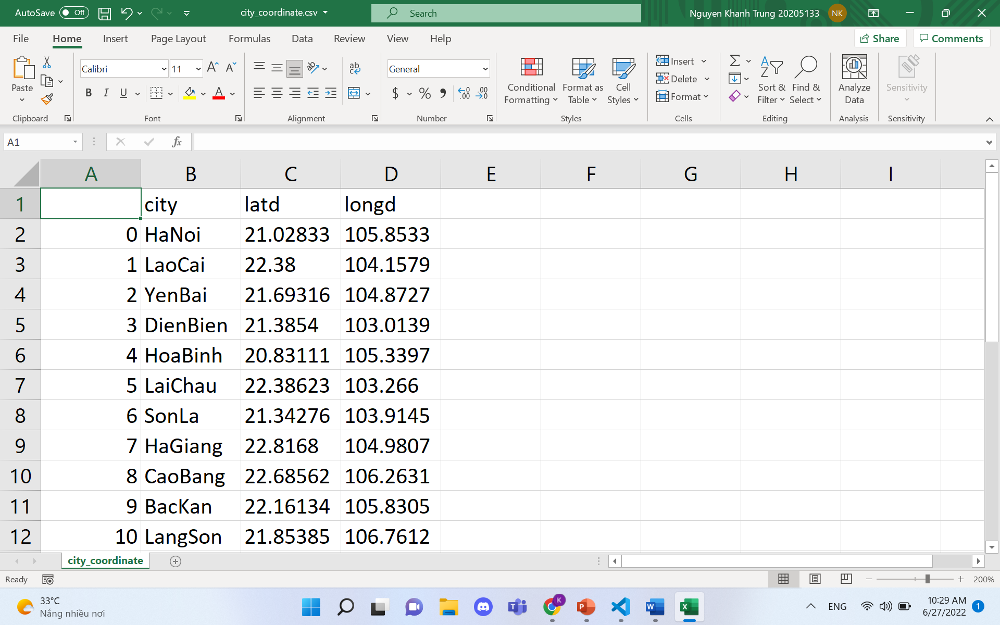 AutoSave Off city_coordinate.csv Search Nguyen Khanh Trung 20205133 NK
File Home Insert Page Layout Formulas Data Review View Help Share Comments
Paste
Clipboard
Calibri 11
B I U A
Font
ab
Alignment
General
$ % , .00 .00
Number
Conditional Formatting
Format as Table
Cell Styles
Styles
Insert
Delete
Format
Cells
Sort & Filter
Find & Select
Editing
Analyze Data
Analysis
Sensitivity
Sensitivity
A1 fx
A B C D E F G H I
1 city latd longd
2 0 HaNoi 21.02833 105.8533
3 1 LaoCai 22.38 104.1579
4 2 YenBai 21.69316 104.8727
5 3 DienBien 21.3854 103.0139
6 4 HoaBinh 20.83111 105.3397
7 5 LaiChau 22.38623 103.266
8 6 SonLa 21.34276 103.9145
9 7 HaGiang 22.8168 104.9807
10 8 CaoBang 22.68562 106.2631
11 9 BacKan 22.16134 105.8305
12 10 LangSon 21.85385 106.7612
city_coordinate
Ready 200%
33°C
Nắng nhiều nơi
K
ENG
10:29 AM
6/27/2022
1